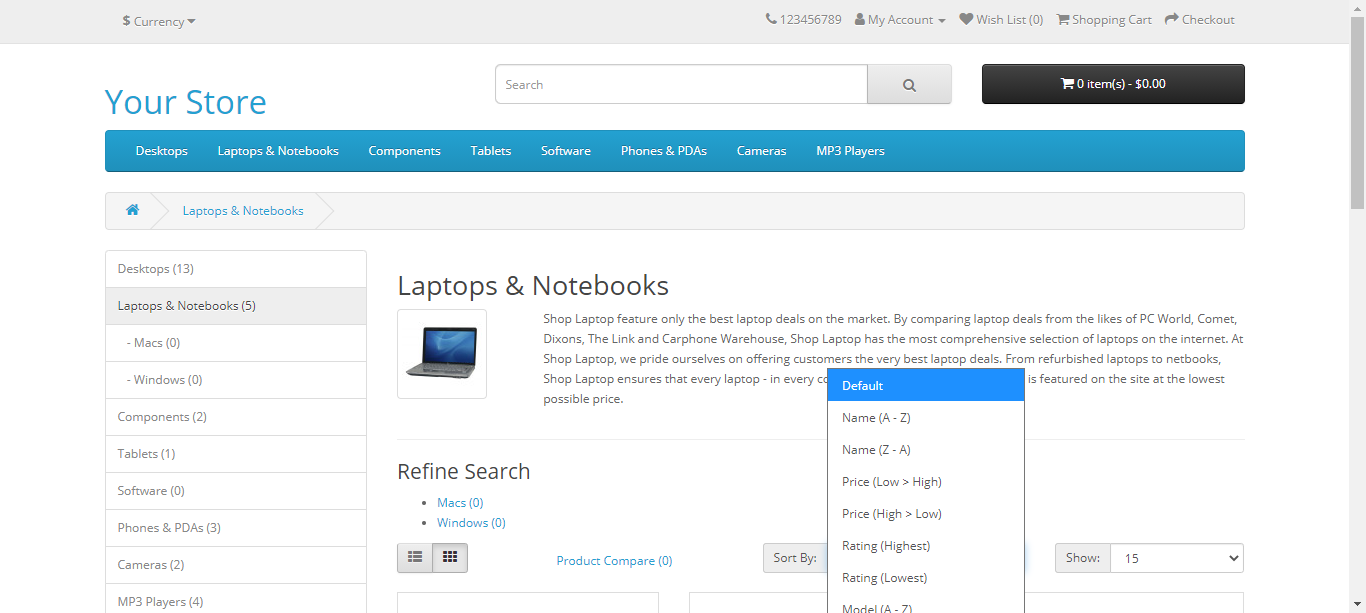 $ Currency
123456789 My Account Wish List (0) Shopping Cart Checkout
Your Store
Search
0 item(s) - $0.00
Desktops Laptops & Notebooks Components Tablets Software Phones & PDAs Cameras MP3 Players
Laptops & Notebooks
Desktops (13)
Laptops & Notebooks (5)
- Macs (0)
- Windows (0)
Components (2)
Tablets (1)
Software (0)
Phones & PDAs (3)
Cameras (2)
MP3 Players (4)
Laptops & Notebooks
Shop Laptop feature only the best laptop deals on the market. By comparing laptop deals from the likes of PC World, Comet,
Dixons, The Link and Carphone Warehouse, Shop Laptop has the most comprehensive selection of laptops on the internet. At
Shop Laptop, we pride ourselves on offering customers the very best laptop deals. From refurbished laptops to netbooks,
Shop Laptop ensures that every laptop - in every is featured on the site at the lowest
possible price.
Refine Search
Macs (0)
Windows (0)
Product Compare (0)
Sort By:
Default
Name (A - Z)
Name (Z - A)
Price (Low > High)
Price (High > Low)
Rating (Highest)
Rating (Lowest)
Model (A - Z)
Show: 15